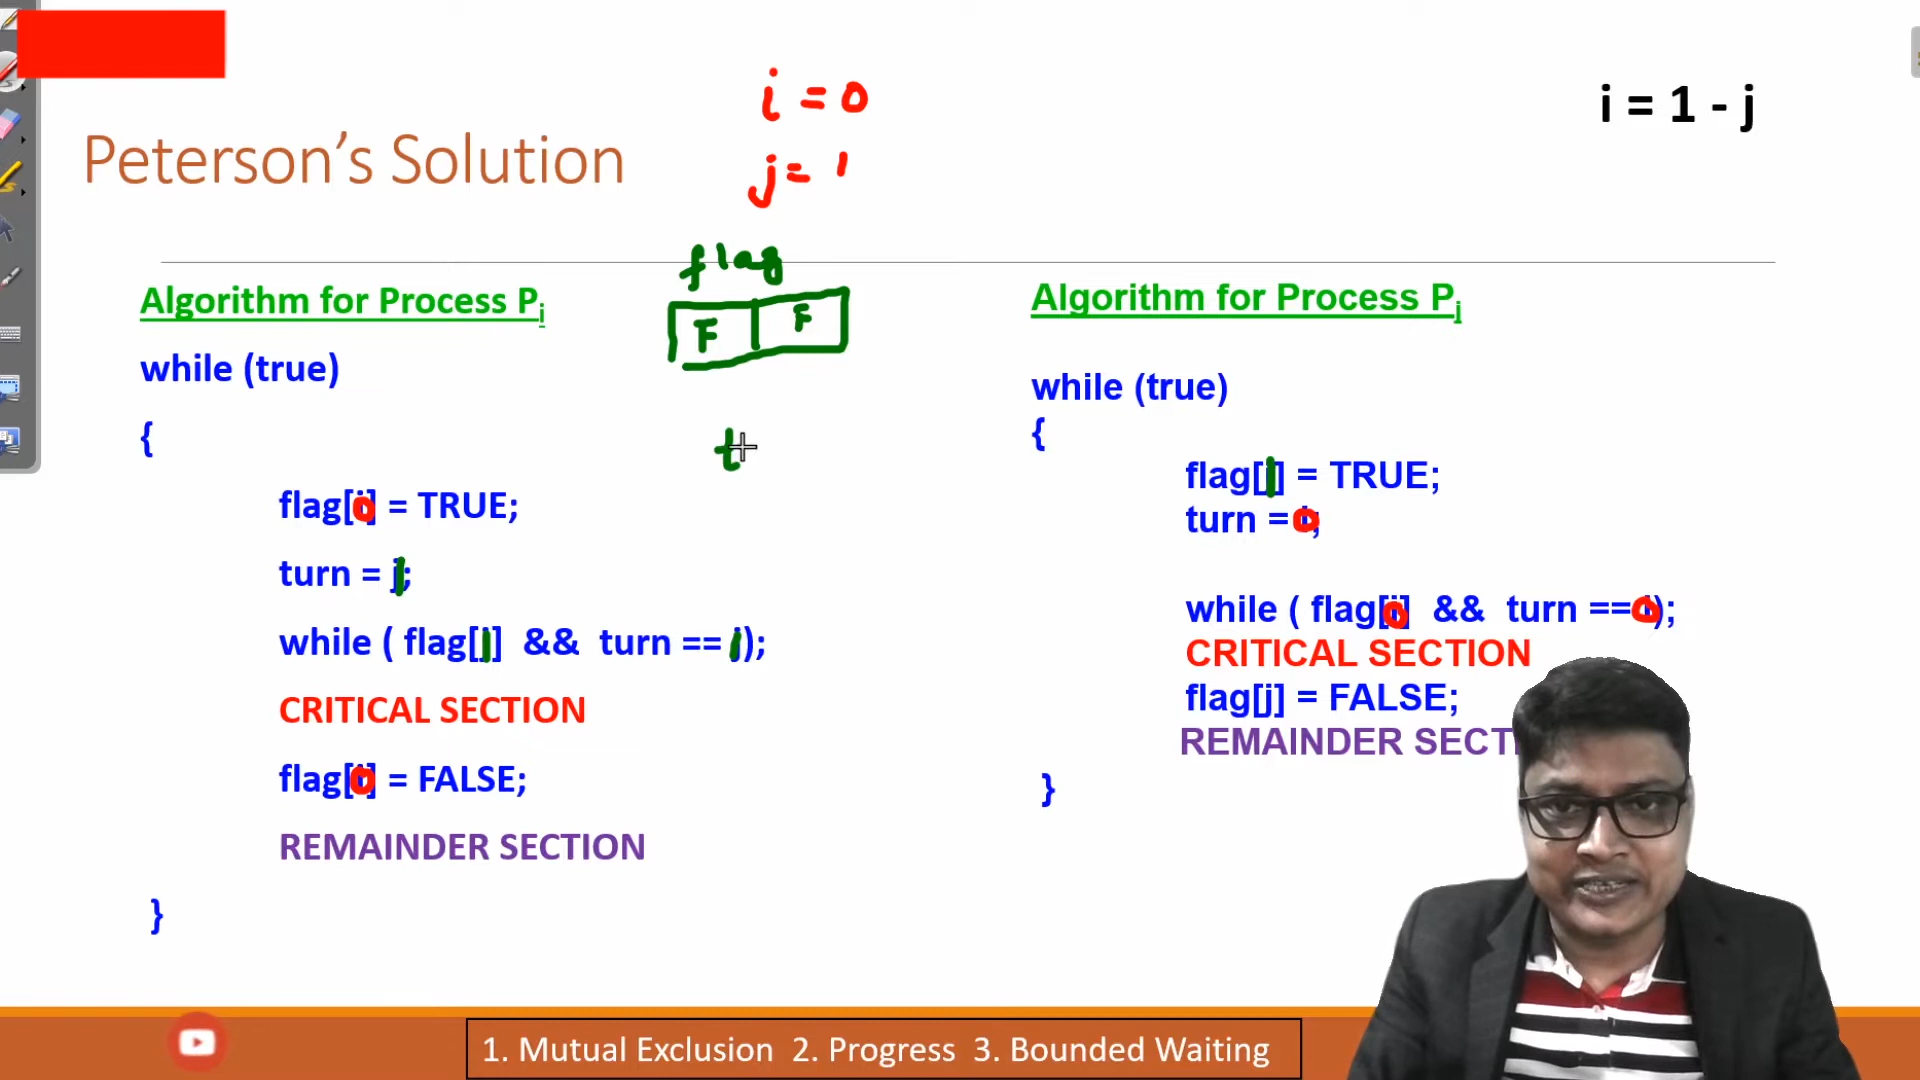 i = 0
i = 1 - j
Peterson's Solution
j = 1
flag
F F
t
Algorithm for Process Pi
while (true)
{
flag[0] = TRUE;
turn = j;
while ( flag[j] && turn == j);
CRITICAL SECTION
flag[0] = FALSE;
REMAINDER SECTION
}
Algorithm for Process Pj
while (true)
{
flag[j] = TRUE;
turn = 0;
while ( flag[0] && turn == 0);
CRITICAL SECTION
flag[j] = FALSE;
REMAINDER
}
1. Mutual Exclusion 2. Progress 3. Bounded Waiting